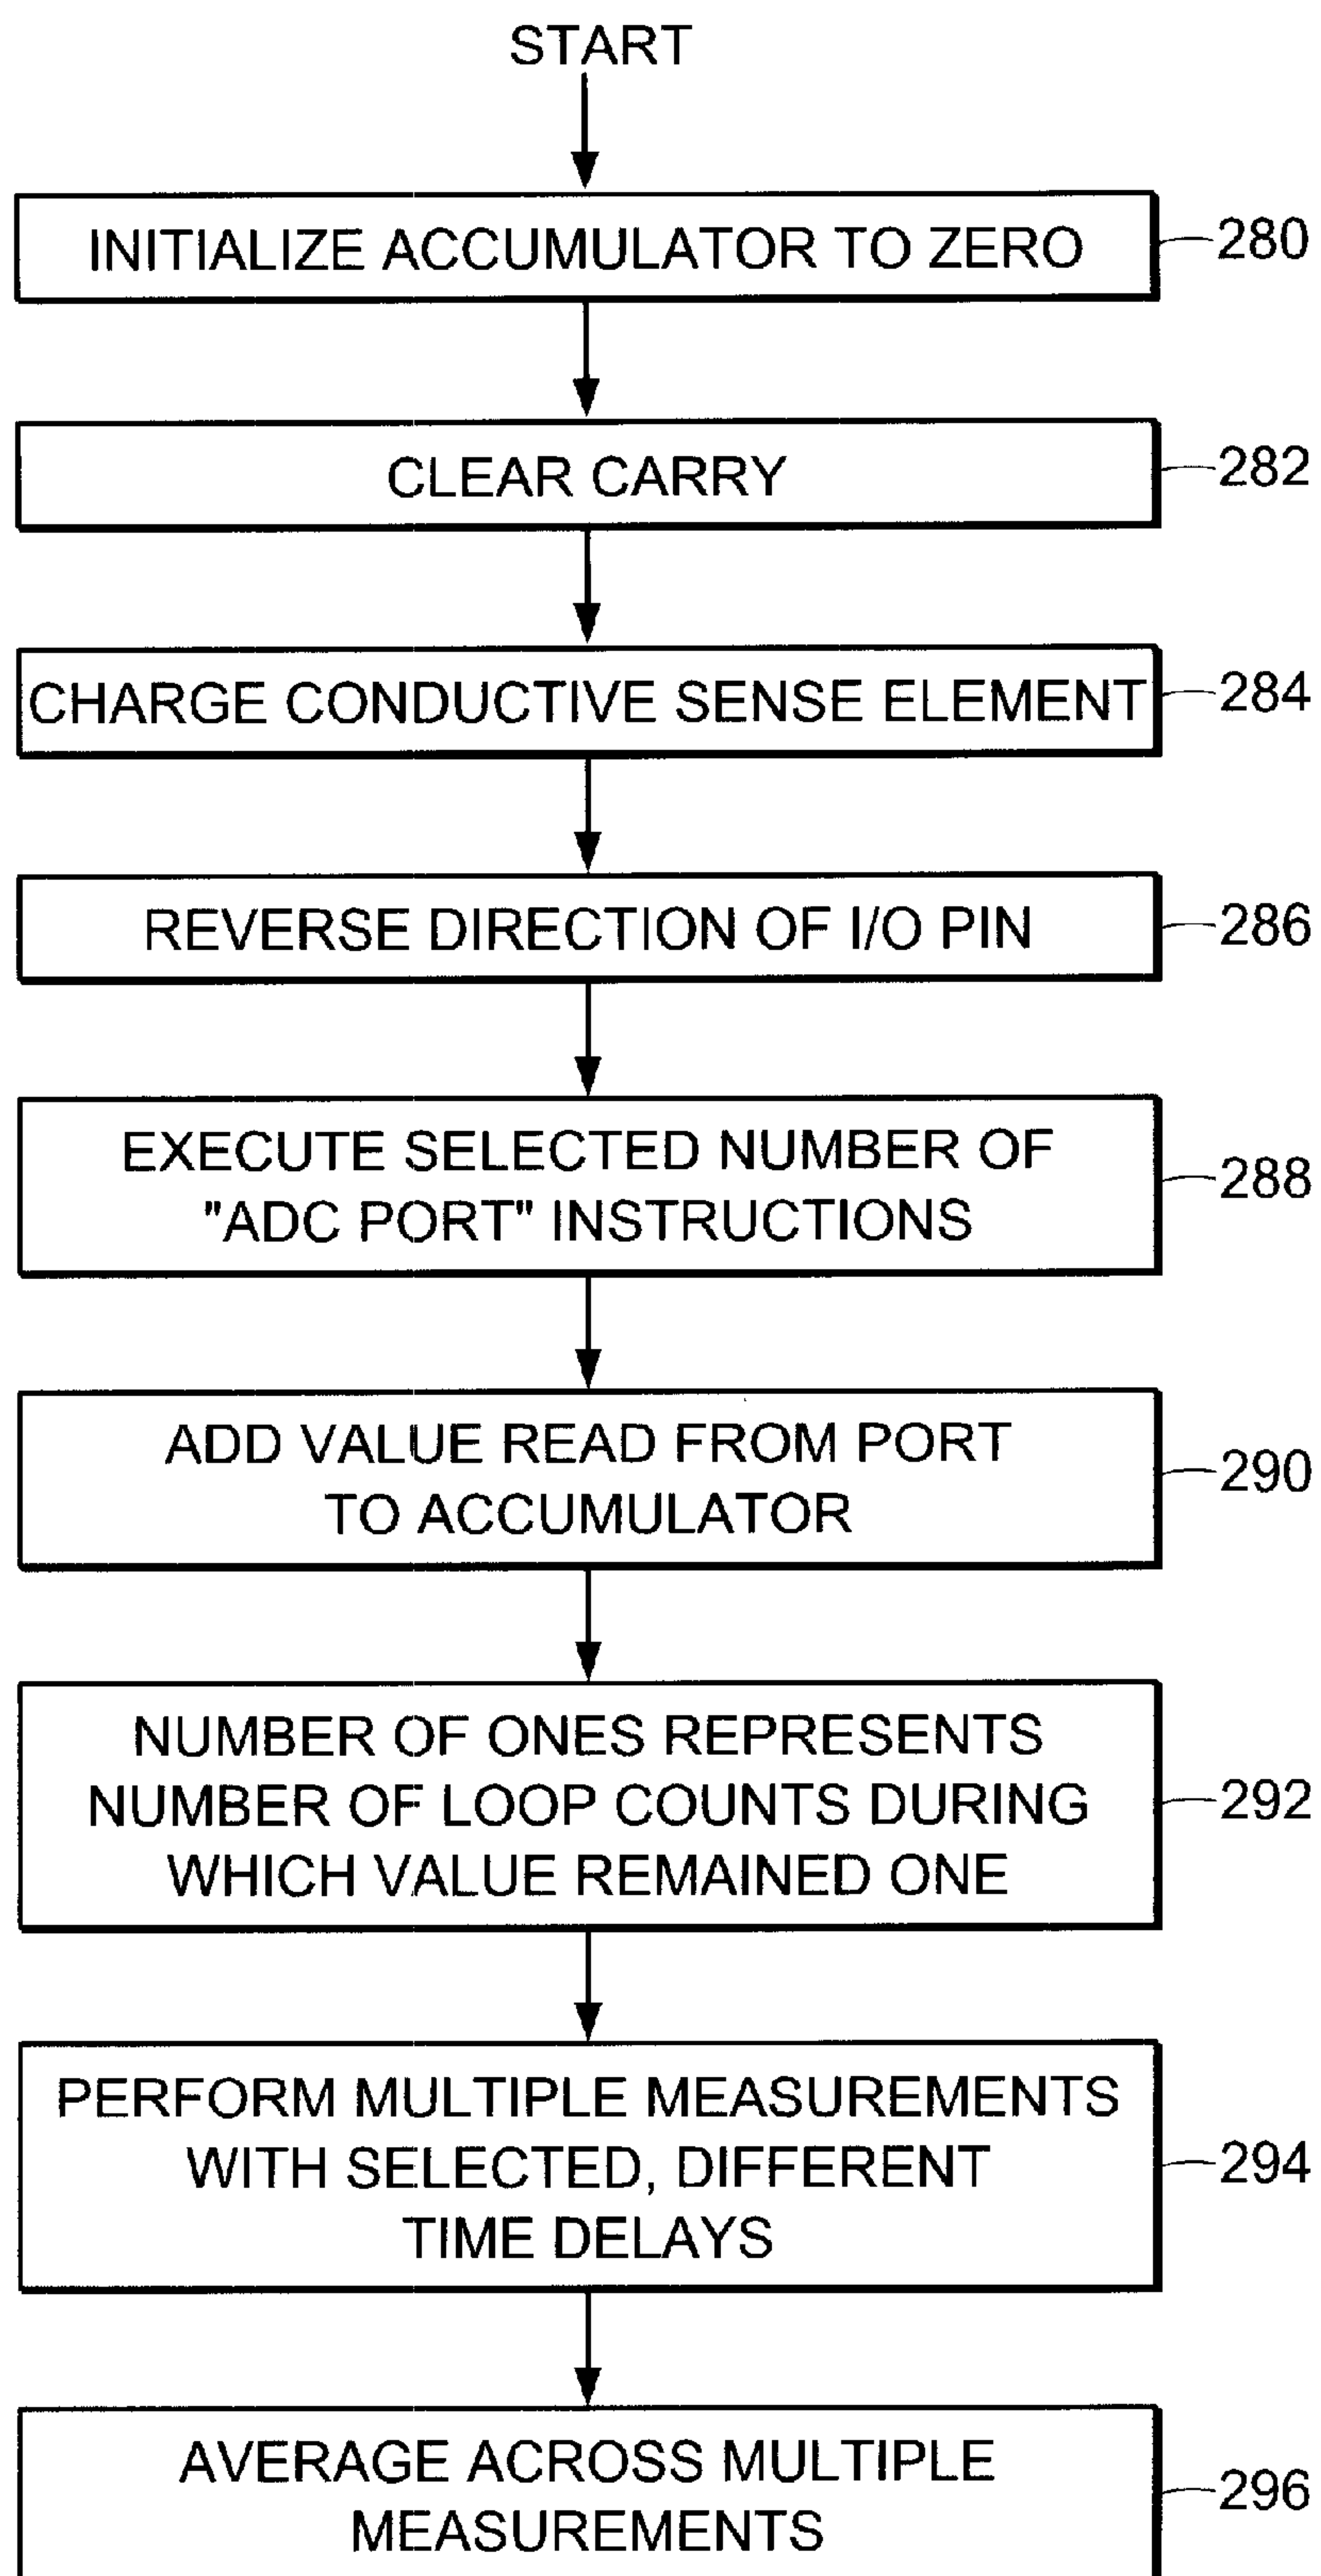 START
INITIALIZE ACCUMULATOR TO ZERO
280
CLEAR CARRY
282
CHARGE CONDUCTIVE SENSE ELEMENT
284
REVERSE DIRECTION OF I/O PIN
286
EXECUTE SELECTED NUMBER OF
"ADC PORT" INSTRUCTIONS
288
ADD VALUE READ FROM PORT
TO ACCUMULATOR
290
NUMBER OF ONES REPRESENTS
NUMBER OF LOOP COUNTS DURING
WHICH VALUE REMAINED ONE
292
PERFORM MULTIPLE MEASUREMENTS
WITH SELECTED, DIFFERENT
TIME DELAYS
294
AVERAGE ACROSS MULTIPLE
MEASUREMENTS
296